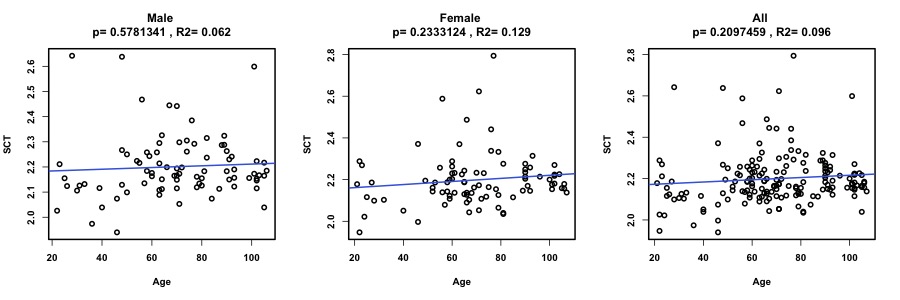 Male
p= 0.5781341 , R2= 0.062
SCT
2.0 2.1 2.2 2.3 2.4 2.5 2.6
20 40 60 80 100
Age
Female
p= 0.2333124 , R2= 0.129
SCT
2.0 2.2 2.4 2.6 2.8
20 40 60 80 100
Age
All
p= 0.2097459 , R2= 0.096
SCT
2.0 2.2 2.4 2.6 2.8
20 40 60 80 100
Age